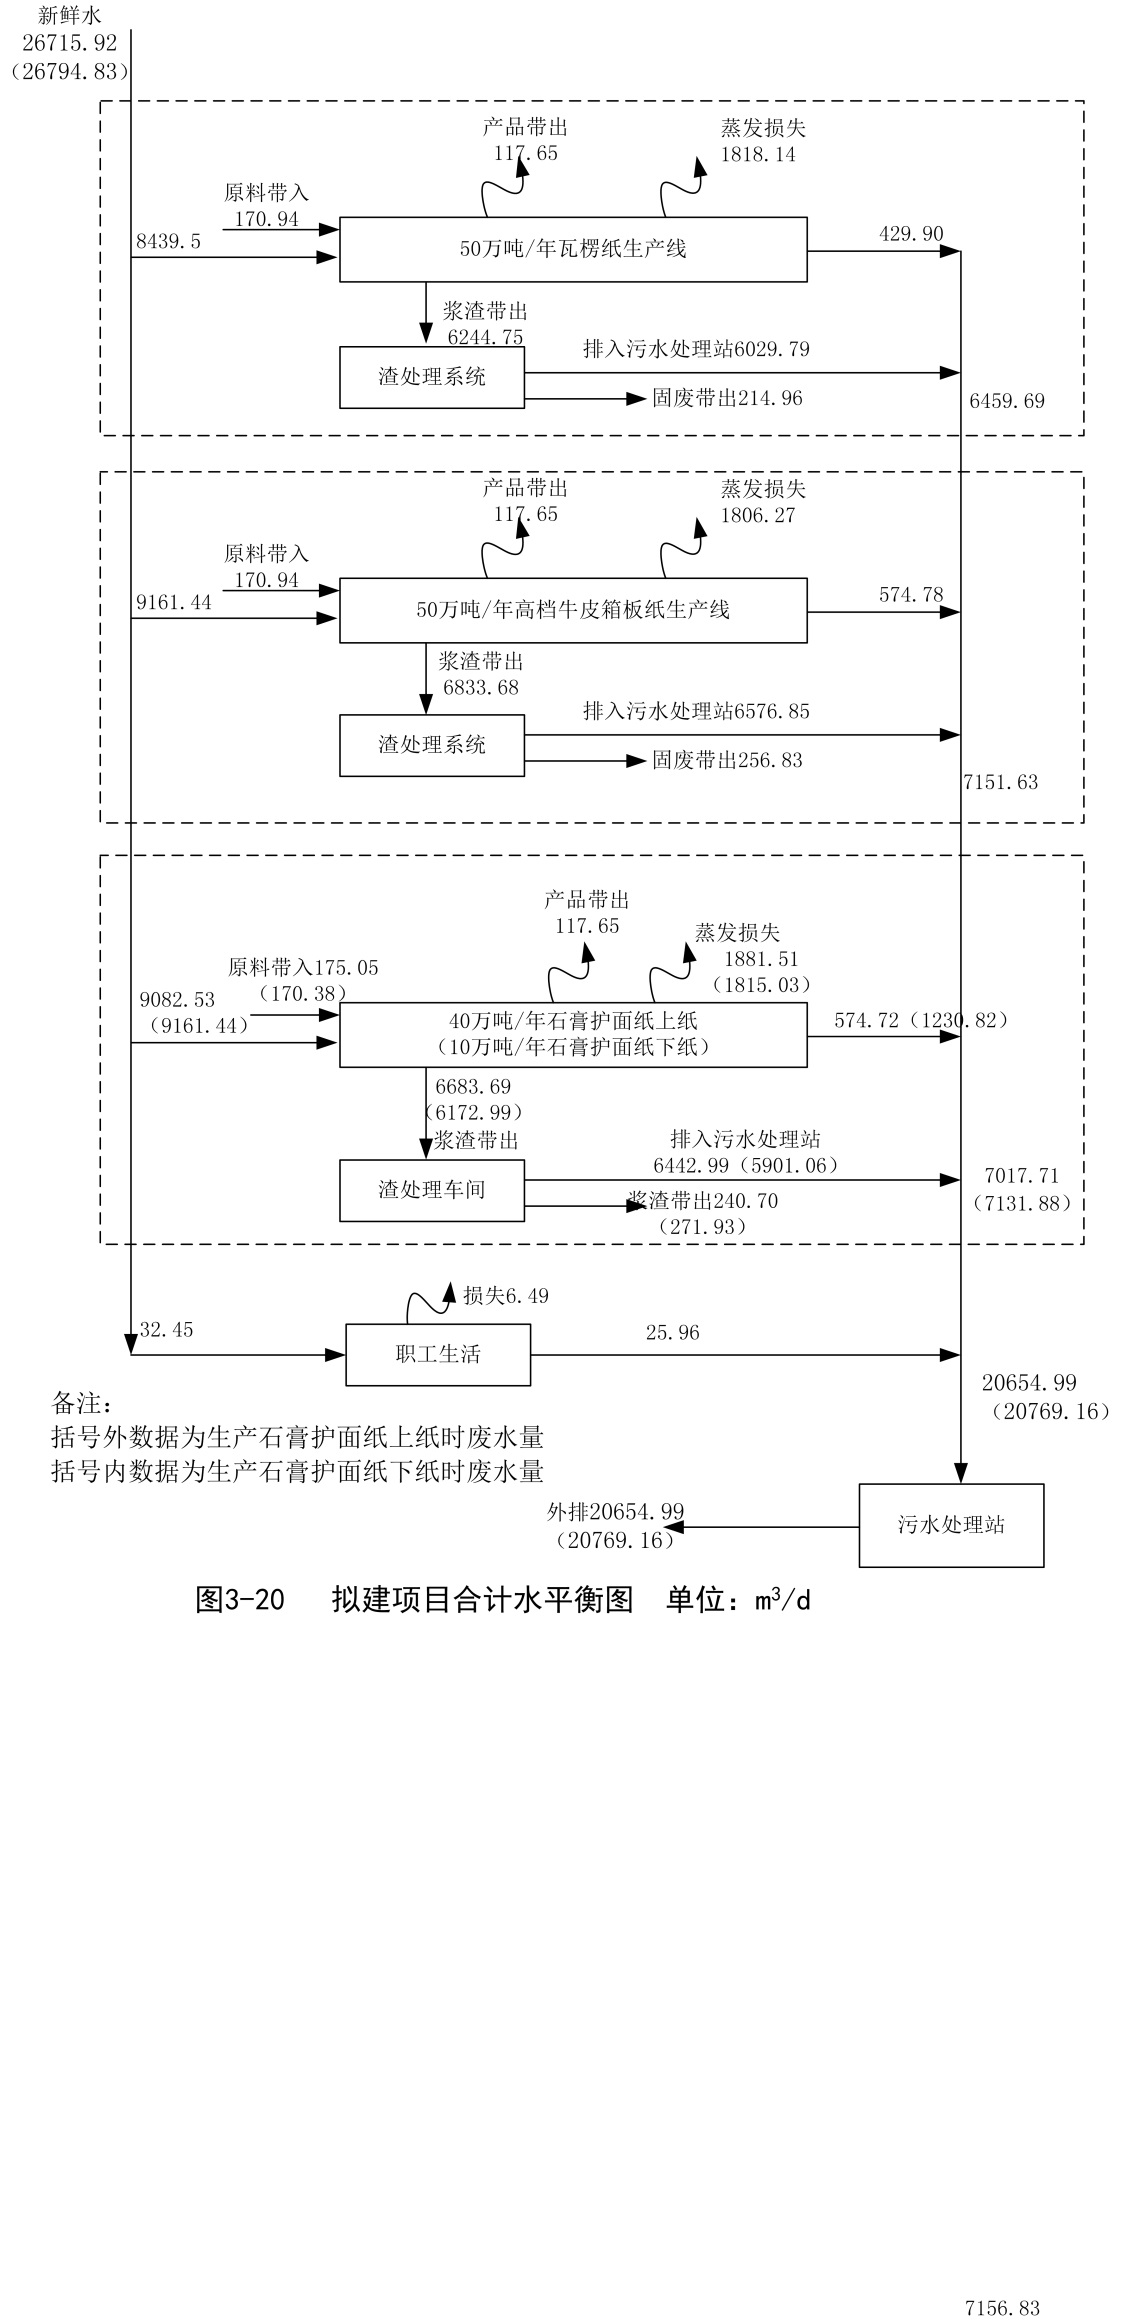 新鲜水
26715.92
（26794.83）
产品带出
117.65
蒸发损失
1818.14
原料带入
170.94
8439.5
50万吨/年瓦楞纸生产线
429.90
浆渣带出
6244.75
排入污水处理站6029.79
渣处理系统
固废带出214.96
6459.69
产品带出
117.65
蒸发损失
1806.27
原料带入
170.94
9161.44
50万吨/年高档牛皮箱板纸生产线
574.78
浆渣带出
6833.68
排入污水处理站6576.85
渣处理系统
固废带出256.83
7151.63
产品带出
117.65
蒸发损失
1881.51
（1815.03）
原料带入175.05
（170.38）
9082.53
（9161.44）
40万吨/年石膏护面纸上纸
（10万吨/年石膏护面纸下纸）
574.72（1230.82）
6683.69
（6172.99）
浆渣带出
排入污水处理站
6442.99（5901.06）
渣处理车间
浆渣带出240.70
（271.93）
7017.71
（7131.88）
损失6.49
32.45
职工生活
25.96
20654.99
（20769.16）
备注：
括号外数据为生产石膏护面纸上纸时废水量
括号内数据为生产石膏护面纸下纸时废水量
外排20654.99
（20769.16）
污水处理站
图3-20 拟建项目合计水平衡图 单位：m³/d
7156.83